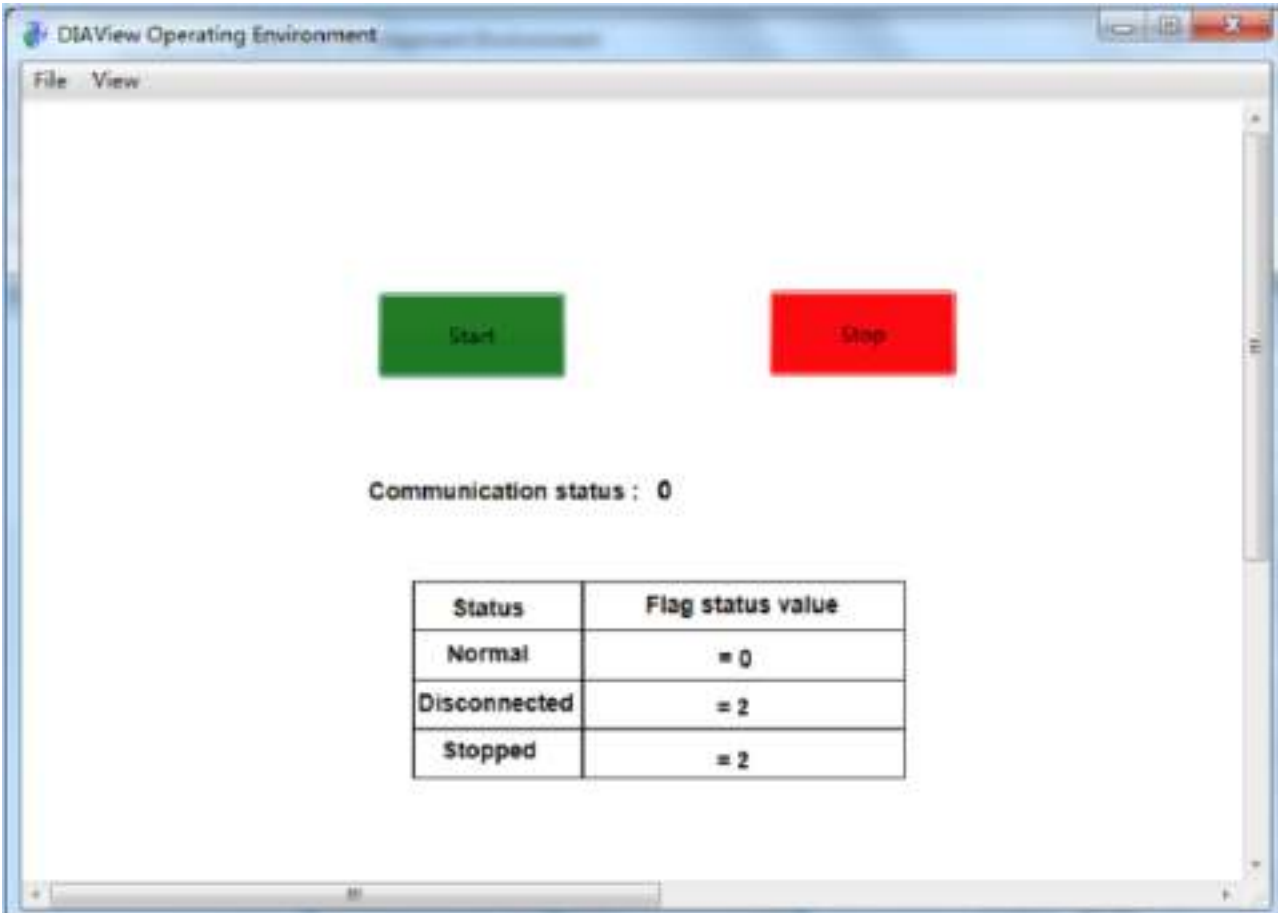 DIAView Operating Environment
File View
Start Stop
Communication status : 0
Status Flag status value
Normal = 0
Disconnected = 2
Stopped = 2